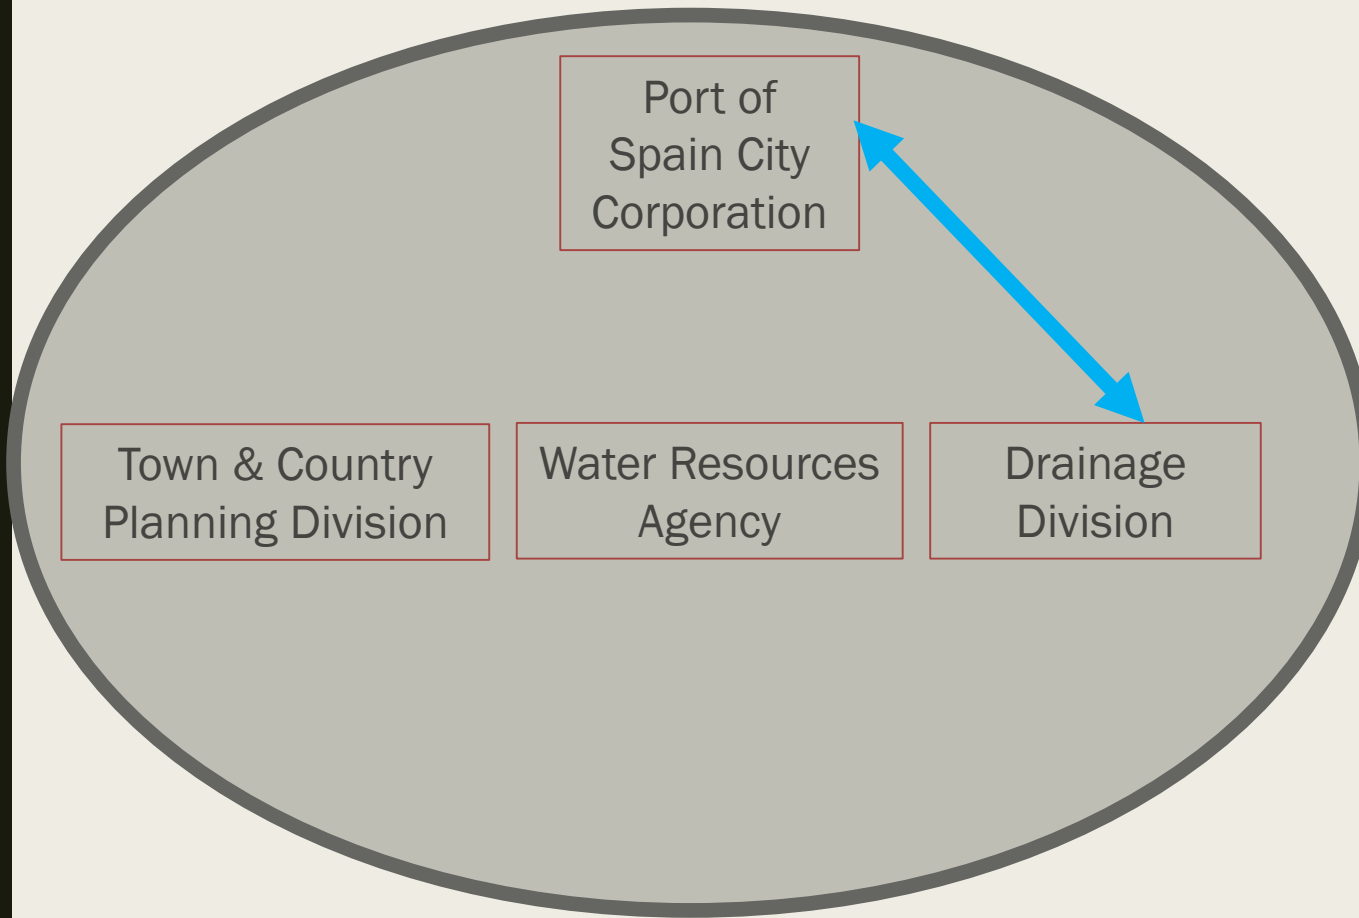 Port of
Spain City
Corporation
Town & Country
Planning Division
Water Resources
Agency
Drainage
Division